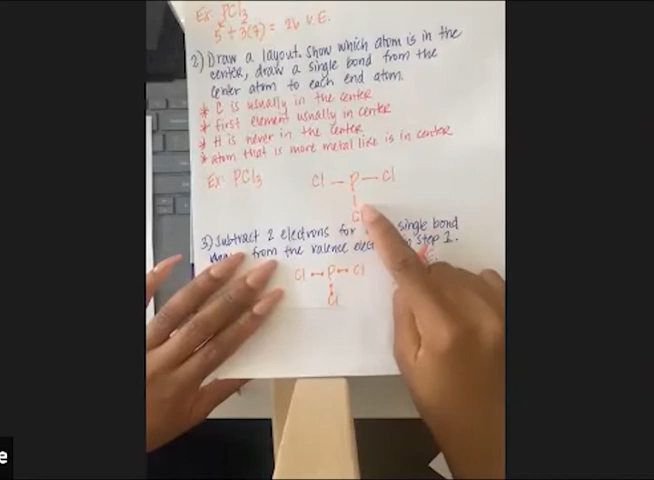 Ex: PCl3
5 + 3(7) = 26 V.E.
2) Draw a layout. Show which atom is in the
center, draw a single bond from the
center atom to each end atom.
* C is usually in the center
* first element usually in center
* H is never in the center
* atom that is more metal like is in center
Ex: PCl3
Cl — P — Cl
Cl
3) Subtract 2 electrons for single bond
from the valence step 1.
Cl P Cl
Cl
e